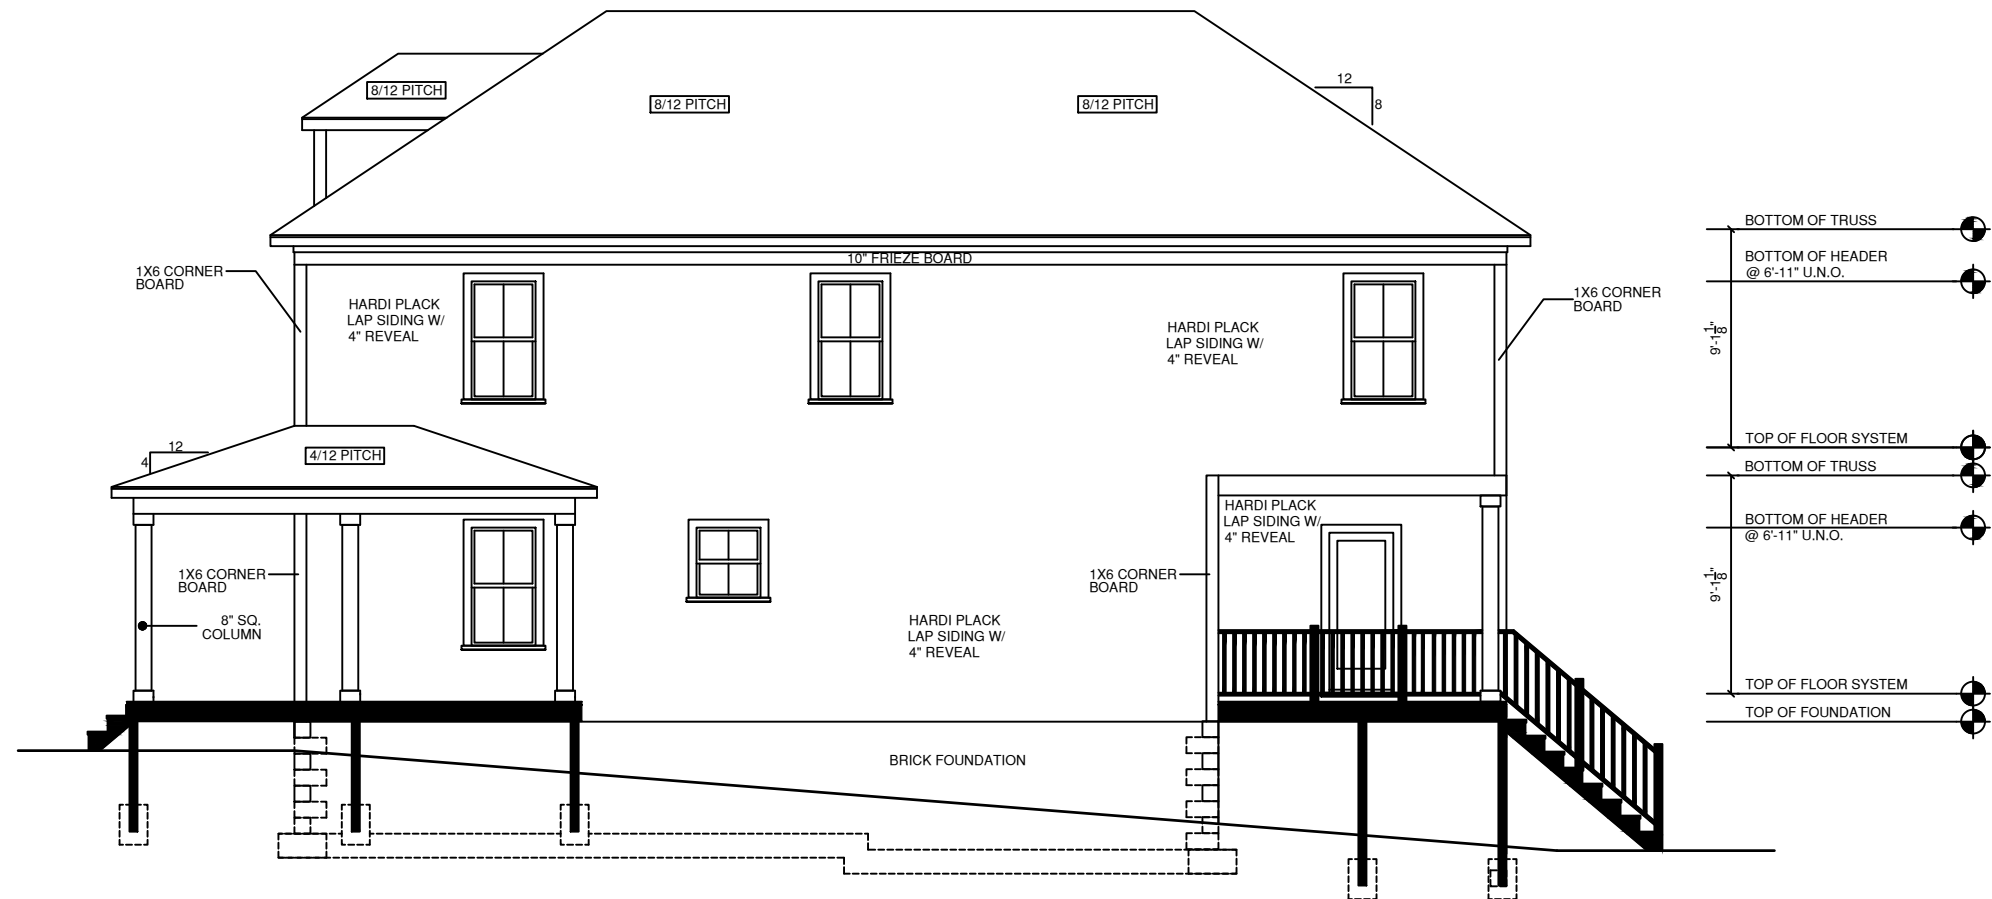 8/12 PITCH
8/12 PITCH
8/12 PITCH
12
8
BOTTOM OF TRUSS
BOTTOM OF HEADER
@ 6'-11" U.N.O.
10" FRIEZE BOARD
1X6 CORNER
BOARD
HARDI PLACK
LAP SIDING W/
4" REVEAL
HARDI PLACK
LAP SIDING W/
4" REVEAL
1X6 CORNER
BOARD
9'-1 1/8"
TOP OF FLOOR SYSTEM
BOTTOM OF TRUSS
12
4
4/12 PITCH
HARDI PLACK
LAP SIDING W/
4" REVEAL
BOTTOM OF HEADER
@ 6'-11" U.N.O.
1X6 CORNER
BOARD
1X6 CORNER
BOARD
9'-1 1/8"
8" SQ.
COLUMN
HARDI PLACK
LAP SIDING W/
4" REVEAL
TOP OF FLOOR SYSTEM
TOP OF FOUNDATION
BRICK FOUNDATION